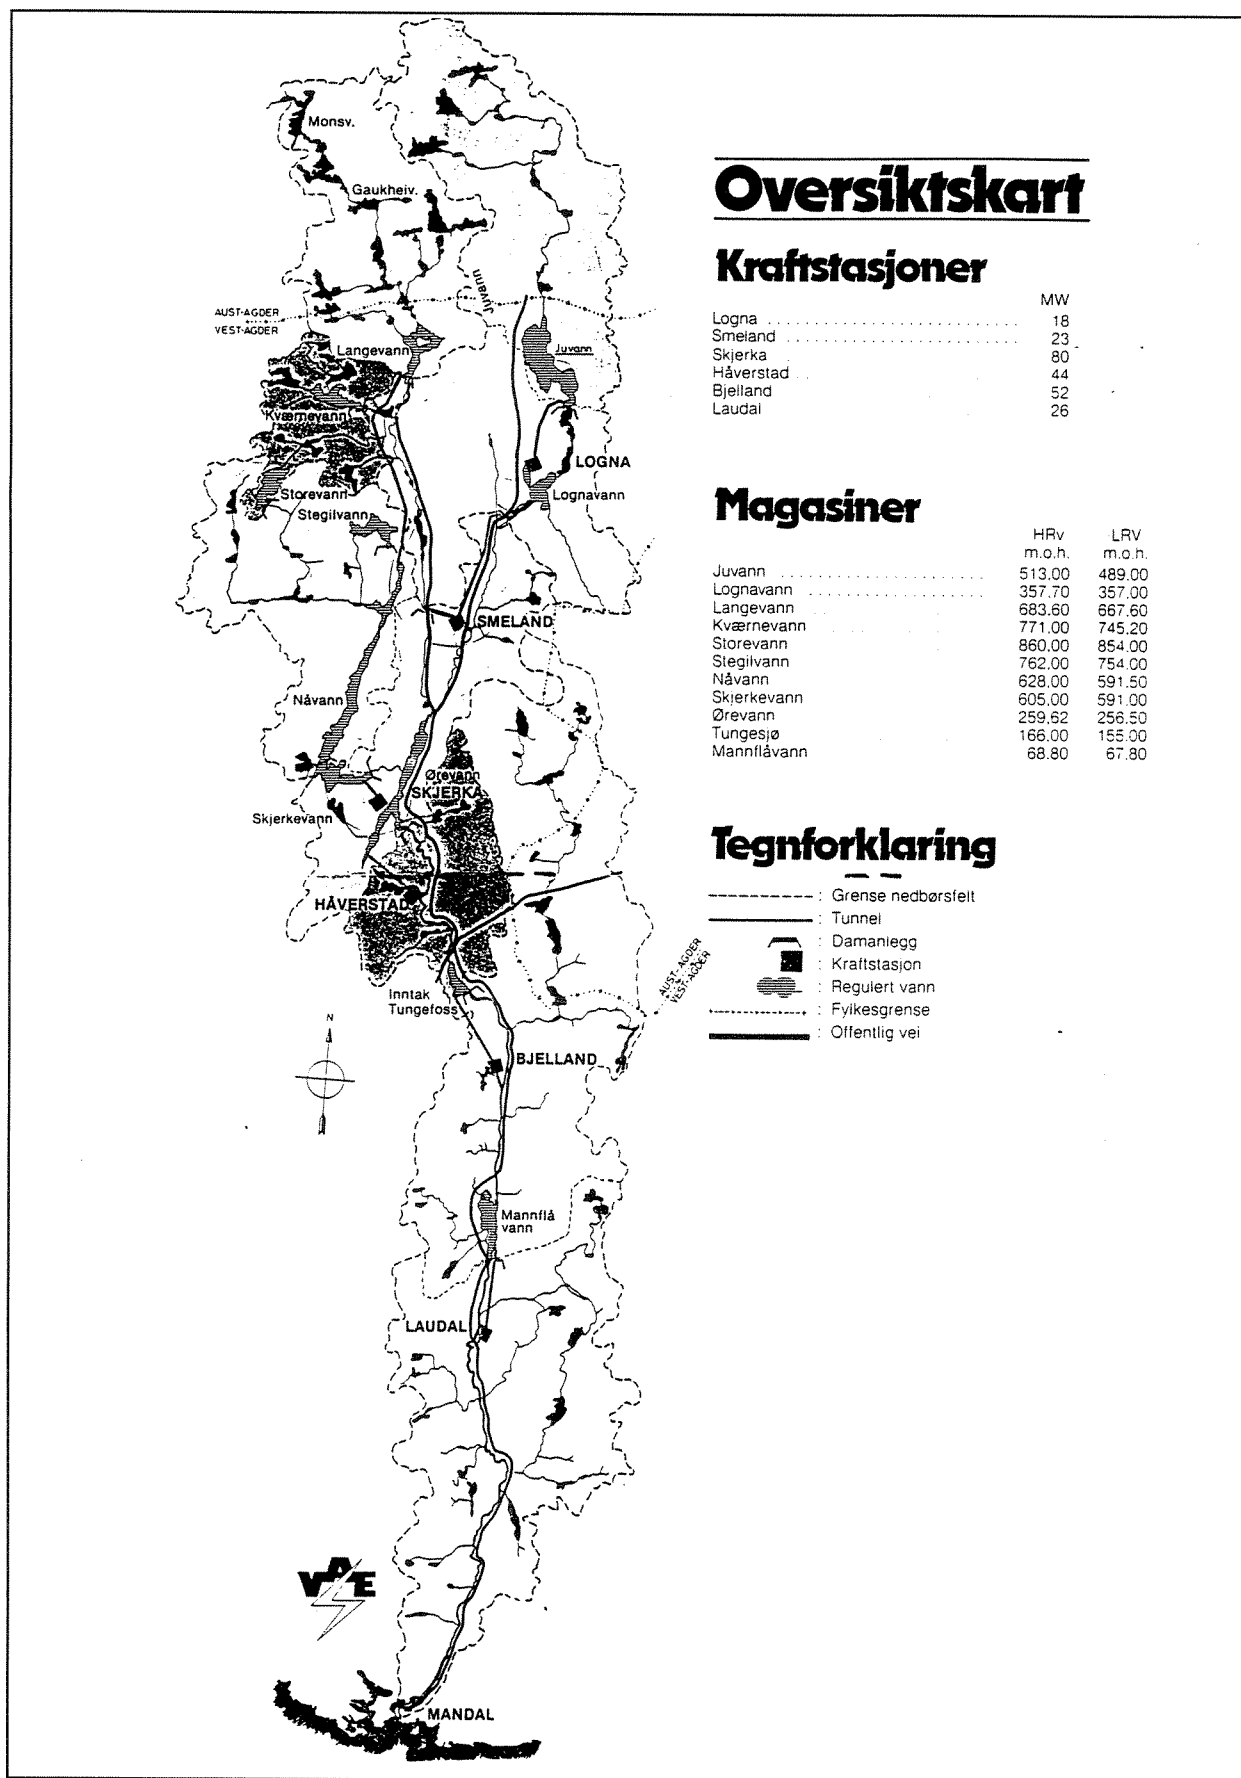 Oversiktskart
Kraftstasjoner
MW
Logna 18
Smeland 23
Skjerka 80
Håverstad 44
Bjelland 52
Laudal 26
Magasiner
HRv LRV
m.o.h. m.o.h.
Juvann 513.00 489.00
Lognavann 357.70 357.00
Langevann 683.60 667.60
Kværnevann 771.00 745.20
Storevann 860.00 854.00
Stegilvann 762.00 754.00
Nåvann 628.00 591.50
Skjerkevann 605.00 591.00
Ørevann 259.62 256.50
Tungesjø 166.00 155.00
Mannflåvann 68.80 67.80
Tegnforklaring
: Grense nedbørsfelt
: Tunnel
: Damanlegg
: Kraftstasjon
: Regulert vann
: Fylkesgrense
: Offentlig vei
Monsv.
Gaukheiv.
Juvann
AUST-AGDER
VEST-AGDER
Langevann
Juvann
Kværnevann
LOGNA
Storevann
Lognavann
Stegilvann
SMELAND
Nåvann
Ørevann
SKJERKA
Skjerkevann
HÅVERSTAD
AUST-AGDER
VEST-AGDER
Inntak
Tungefoss
N
BJELLAND
Mannflå
vann
LAUDAL
VAE
MANDAL